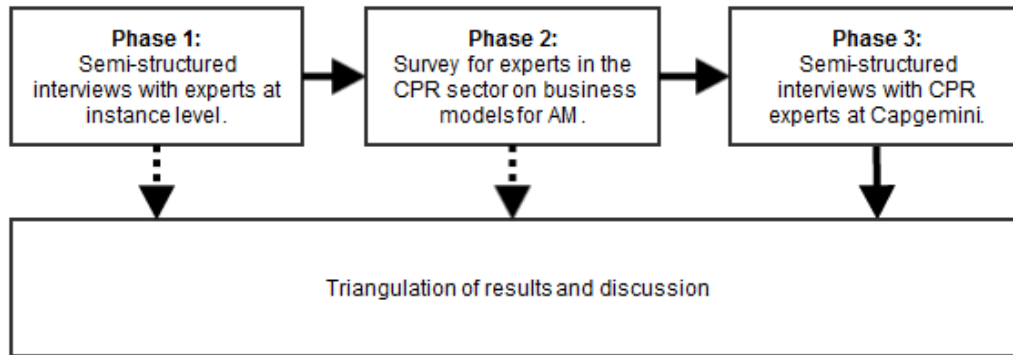 Phase 1:
Semi-structured
interviews with experts at
instance level.
Phase 2:
Survey for experts in the
CPR sector on business
models for AM.
Phase 3:
Semi-structured
interviews with CPR
experts at Capgemini.
Triangulation of results and discussion